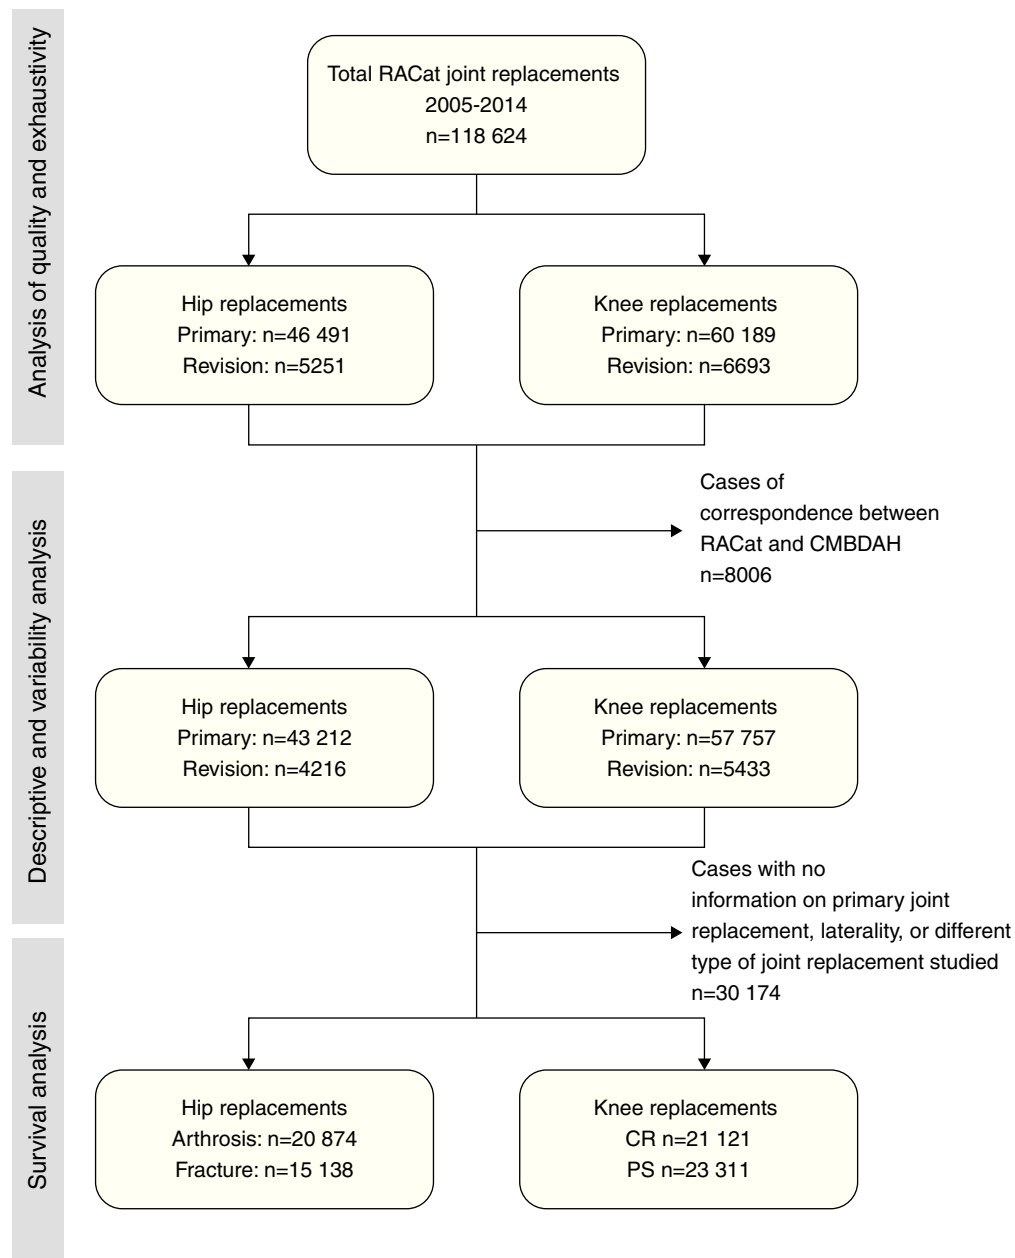 Analysis of quality and exhaustivity
Total RACat joint replacements
2005-2014
n=118 624
Hip replacements
Primary: n=46 491
Revision: n=5251
Knee replacements
Primary: n=60 189
Revision: n=6693
Cases of
correspondence between
RACat and CMBDAH
n=8006
Descriptive and variability analysis
Hip replacements
Primary: n=43 212
Revision: n=4216
Knee replacements
Primary: n=57 757
Revision: n=5433
Cases with no
information on primary joint
replacement, laterality, or different
type of joint replacement studied
n=30 174
Survival analysis
Hip replacements
Arthrosis: n=20 874
Fracture: n=15 138
Knee replacements
CR n=21 121
PS n=23 311